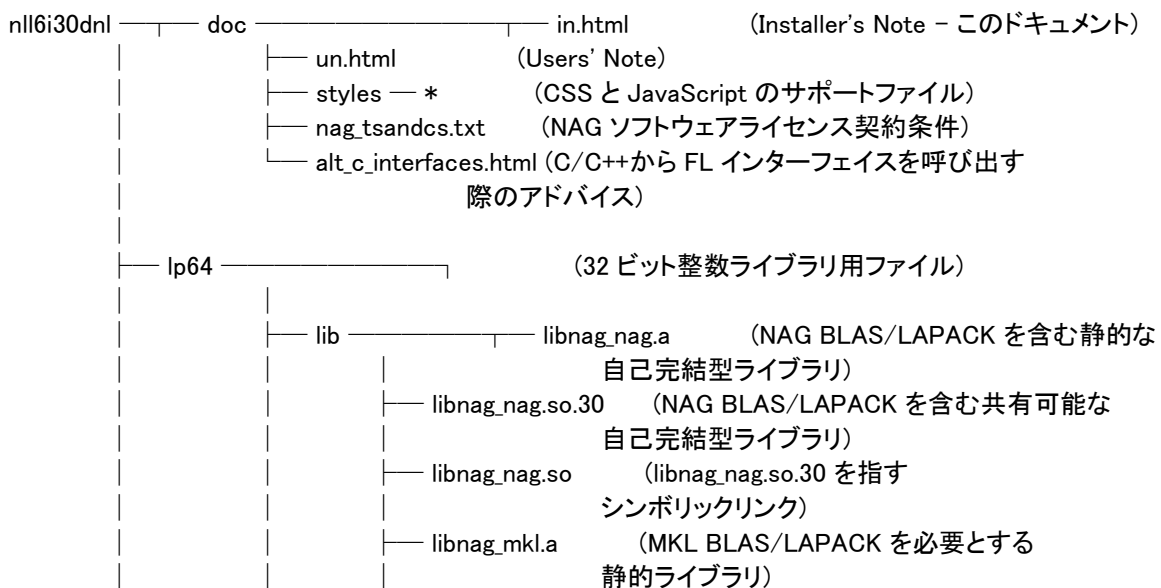 nll6i30dnl ─┬─ doc ─────────┬─ in.html (Installer's Note - このドキュメント)
│ ├─ un.html (Users' Note)
│ ├─ styles ─ * (CSS と JavaScript のサポートファイル)
│ ├─ nag_tsandcs.txt (NAG ソフトウェアライセンス契約条件)
│ └─ alt_c_interfaces.html (C/C++から FL インターフェイスを呼び出す
│ 際のアドバイス)
│
├─ lp64 ─────────┐ (32 ビット整数ライブラリ用ファイル)
│ │
│ ├─ lib ───────┬─ libnag_nag.a (NAG BLAS/LAPACK を含む静的な
│ │ │ 自己完結型ライブラリ)
│ │ ├─ libnag_nag.so.30 (NAG BLAS/LAPACK を含む共有可能な
│ │ │ 自己完結型ライブラリ)
│ │ ├─ libnag_nag.so (libnag_nag.so.30 を指す
│ │ │ シンボリックリンク)
│ │ ├─ libnag_mkl.a (MKL BLAS/LAPACK を必要とする
│ │ │ 静的ライブラリ)